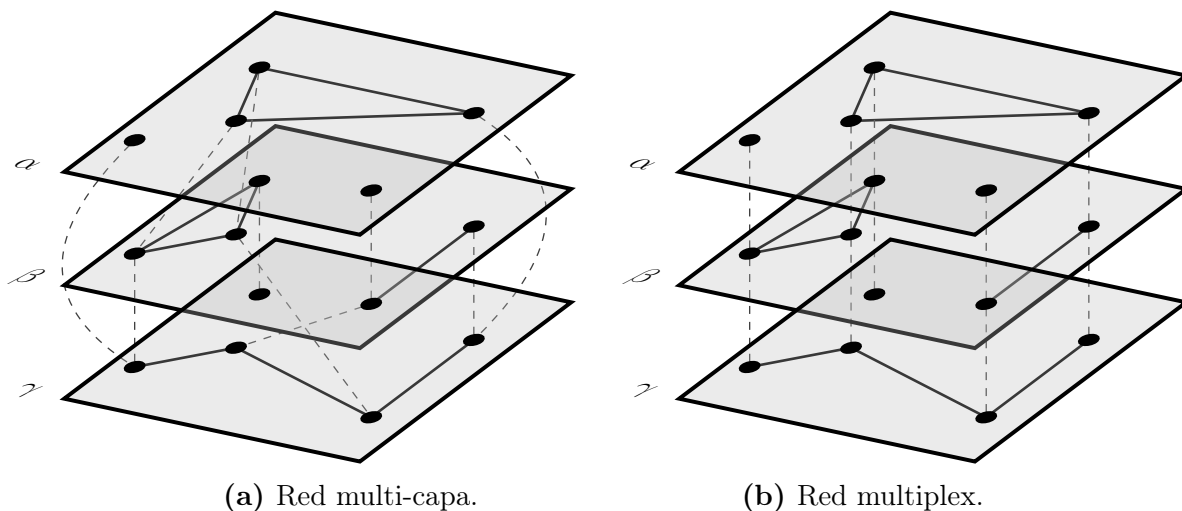 α α
β β
γ γ
(a) Red multi-capa. (b) Red multiplex.